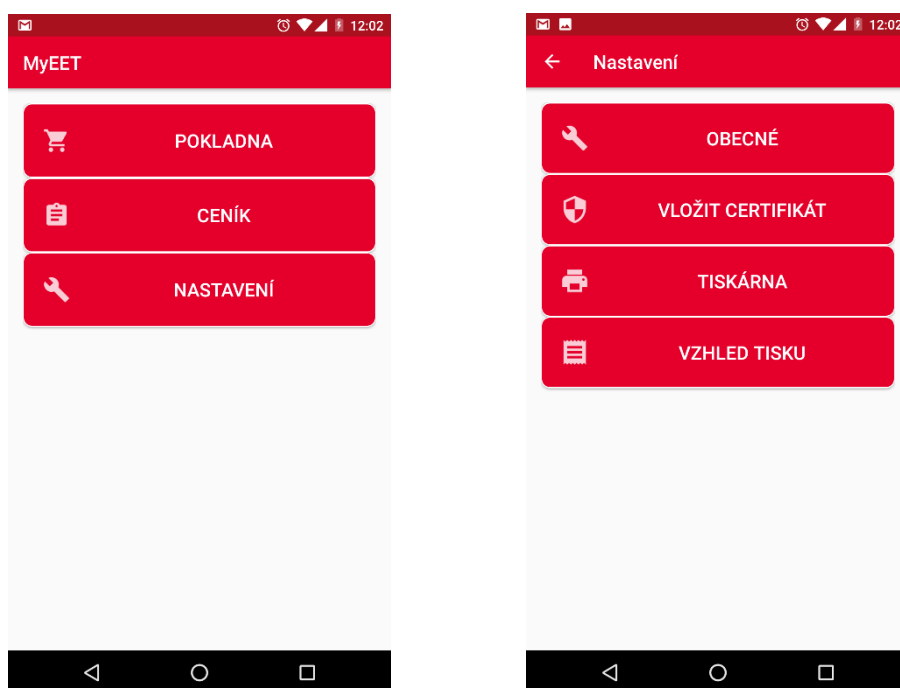 12:02
MyEET
POKLADNA
CENÍK
NASTAVENÍ
12:02
Nastavení
OBECNÉ
VLOŽIT CERTIFIKÁT
TISKÁRNA
VZHLED TISKU